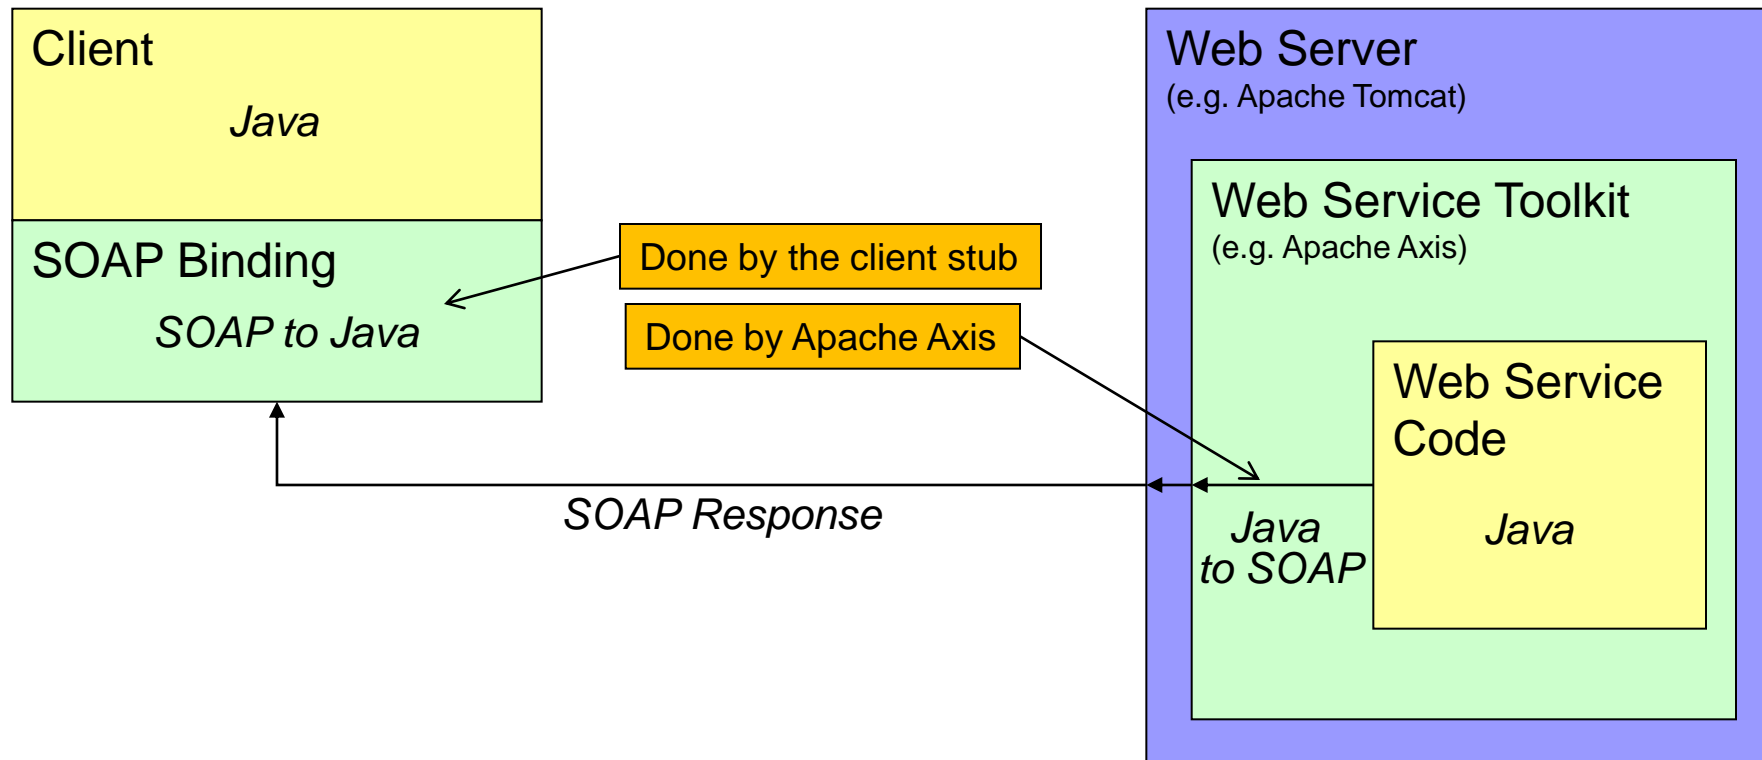 Client
Java
SOAP Binding
SOAP to Java
Done by the client stub
Done by Apache Axis
SOAP Response
Web Server
(e.g. Apache Tomcat)
Web Service Toolkit
(e.g. Apache Axis)
Web Service
Code
Java
Java
to SOAP